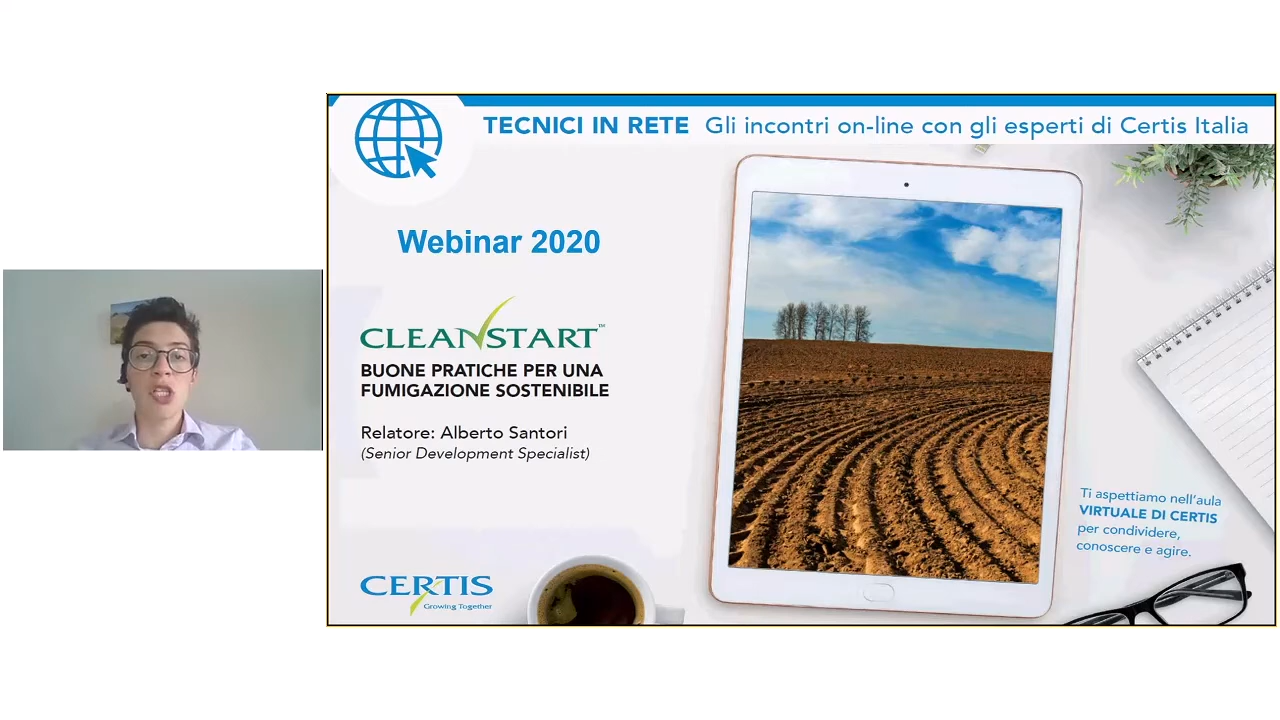 TECNICI IN RETE Gli incontri on-line con gli esperti di Certis Italia
Webinar 2020
CLEANSTART™
BUONE PRATICHE PER UNA
FUMIGAZIONE SOSTENIBILE
Relatore: Alberto Santori
(Senior Development Specialist)
Ti aspettiamo nell'aula
VIRTUALE DI CERTIS
per condividere,
conoscere e agire.
CERTIS
Growing Together